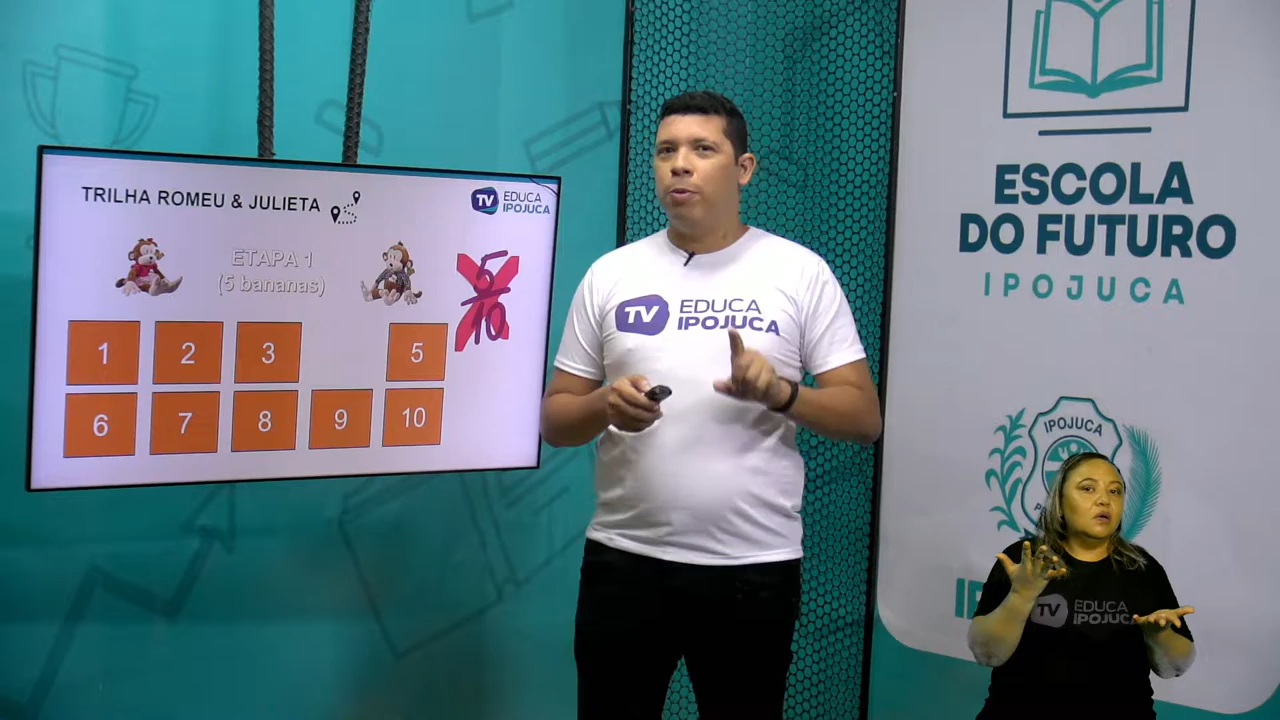 TRILHA ROMEU & JULIETA
TV EDUCA
IPOJUCA
ETAPA 1
(5 bananas)
5
10
1 2 3 5
6 7 8 9 10
TV EDUCA
IPOJUCA
ESCOLA
DO FUTURO
IPOJUCA
IPOJUCA
TV EDUCA
IPOJUCA